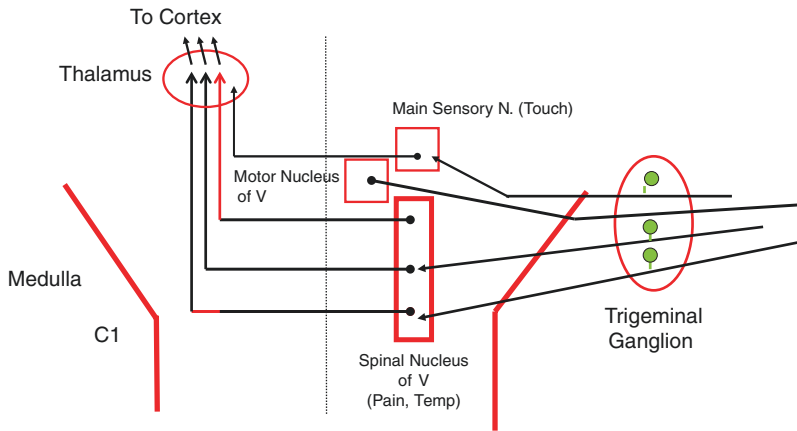 To Cortex
Thalamus
Main Sensory N. (Touch)
Motor Nucleus
of V
Medulla
C1
Spinal Nucleus
of V
(Pain, Temp)
Trigeminal
Ganglion